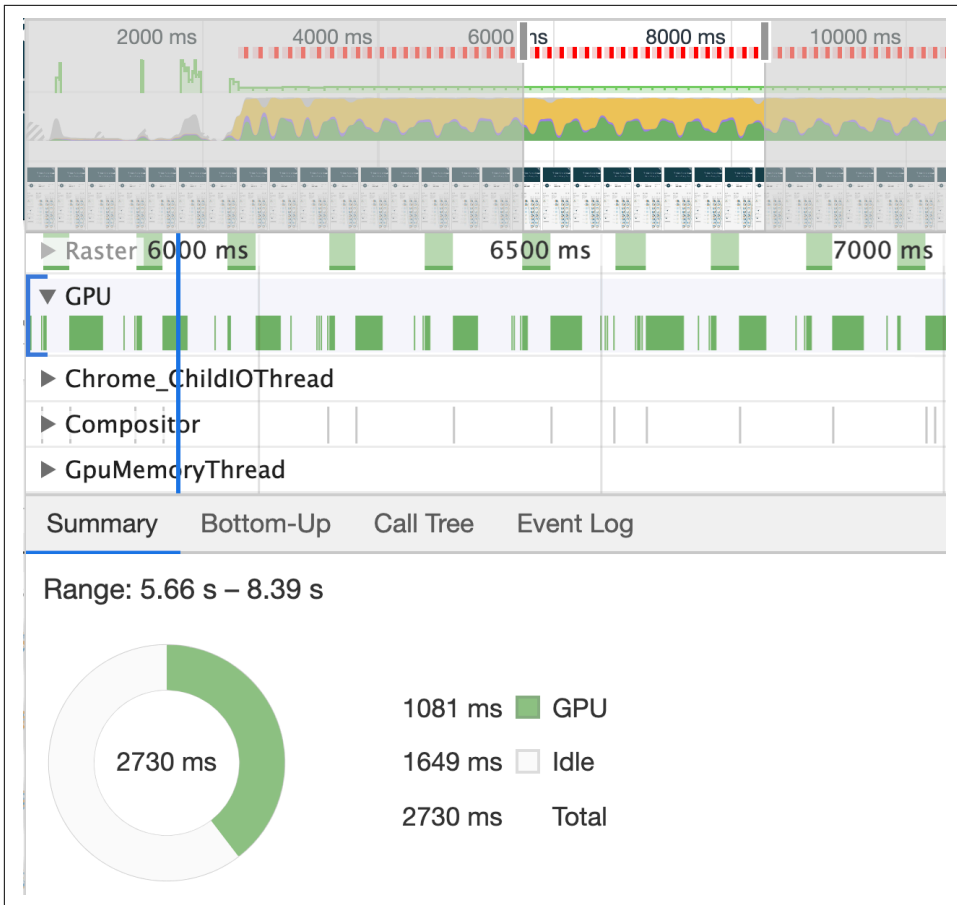 2000 ms 4000 ms 6000 ms 8000 ms 10000 ms
Raster 6000 ms 6500 ms 7000 ms
GPU
Chrome_ChildIOThread
Compositor
GpuMemoryThread
Summary Bottom-Up Call Tree Event Log
Range: 5.66 s – 8.39 s
1081 ms GPU
2730 ms 1649 ms Idle
2730 ms Total